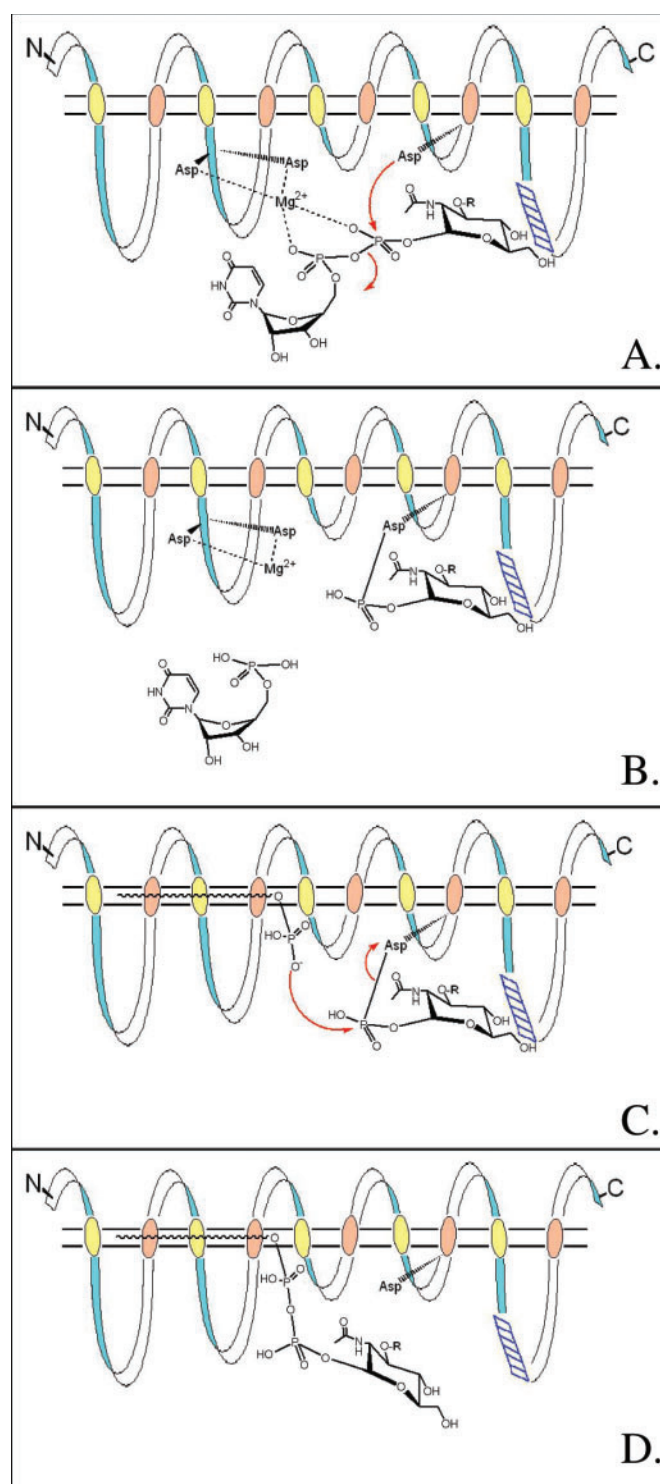 N C
Asp Asp Asp
Mg2+
O O-R
N
H
O P O OH
O P O O OH
O O
O
HN
O N O
OH OH
A.
N C
Asp Asp Asp
Mg2+
O O-R
N
H
HO P O O OH
O OH
HO P OH
O O
O
HN
O N O
OH OH
B.
N C
O
HO P O
O-
Asp
O O-R
N
H
HO P O O OH
O OH
C.
N C
O
HO P O
O
Asp
O O-R
N
H
HO P O O OH
O OH
D.